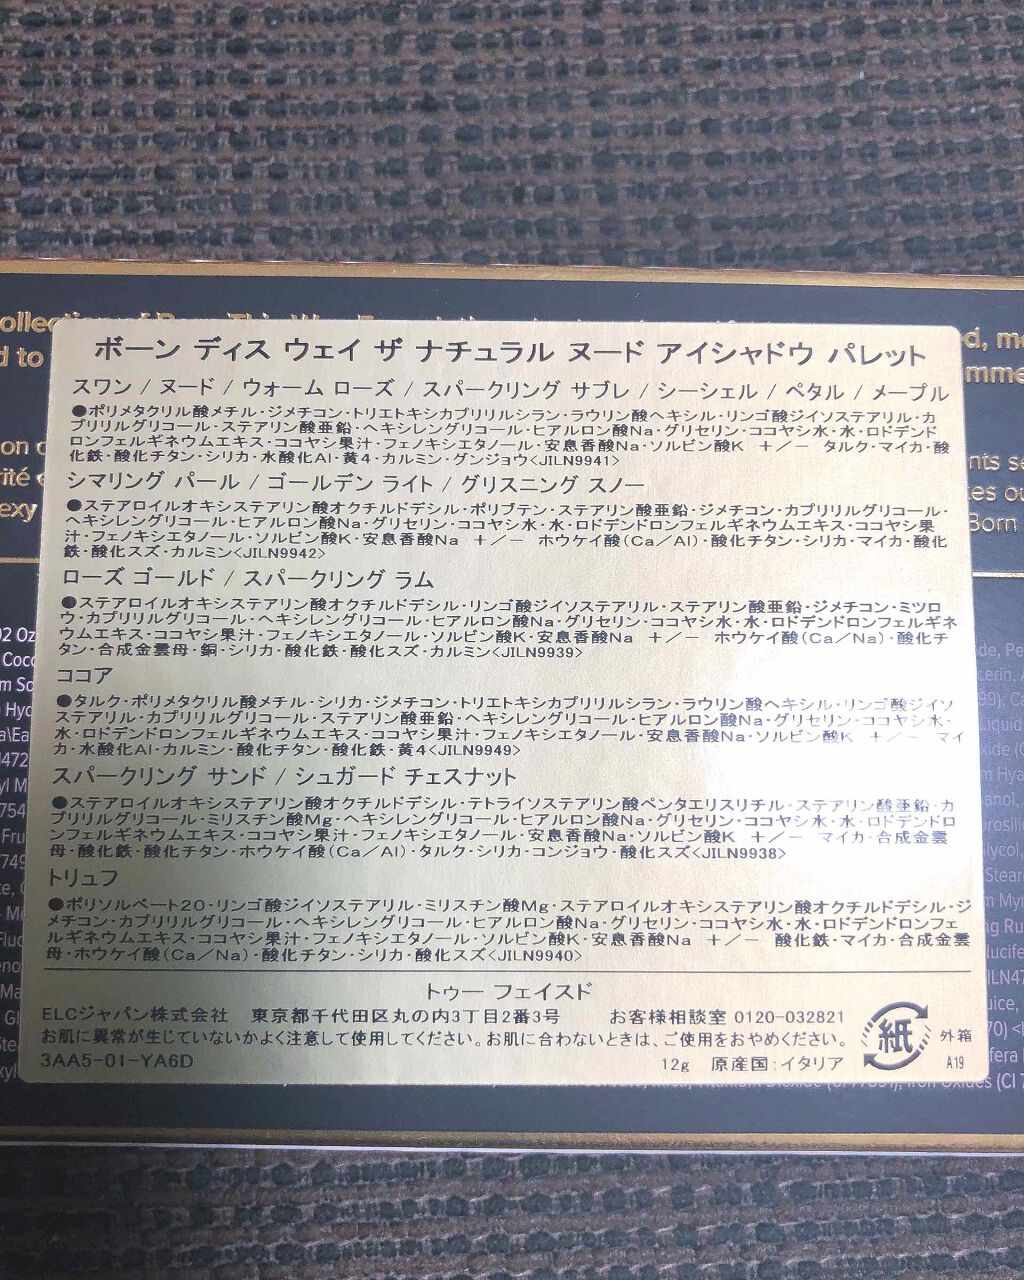 ボーン ディス ウェイ ザ ナチュラル ヌード アイシャドウ パレット
スワン / ヌード / ウォーム ローズ / スパークリング サブレ / シーシェル / ペタル / メープル
●ポリメタクリル酸メチル・ジメチコン・トリエトキシカプリリルシラン・ラウリン酸ヘキシル・リンゴ酸ジイソステアリル・カ
プリリルグリコール・ステアリン酸亜鉛・ヘキシレングリコール・ヒアルロン酸Na・グリセリン・ココヤシ水・水・ロドデンド
ロンフェルギネウムエキス・ココヤシ果汁・フェノキシエタノール・安息香酸Na・ソルビン酸K +/− タルク・マイカ・酸
化鉄・酸化チタン・シリカ・水酸化Al・黄4・カルミン・グンジョウ<JILN9941>
シマリング パール / ゴールデン ライト / グリスニング スノー
●ステアロイルオキシステアリン酸オクチルドデシル・ポリブテン・ステアリン酸亜鉛・ジメチコン・カプリリルグリコール・
ヘキシレングリコール・ヒアルロン酸Na・グリセリン・ココヤシ水・水・ロドデンドロンフェルギネウムエキス・ココヤシ果
汁・フェノキシエタノール・ソルビン酸K・安息香酸Na +/− ホウケイ酸(Ca/Al)・酸化チタン・シリカ・マイカ・酸化
鉄・酸化スズ・カルミン<JILN9942>
ローズ ゴールド / スパークリング ラム
●ステアロイルオキシステアリン酸オクチルドデシル・リンゴ酸ジイソステアリル・ステアリン酸亜鉛・ジメチコン・ミツロ
ウ・カプリリルグリコール・ヘキシレングリコール・ヒアルロン酸Na・グリセリン・ココヤシ水・水・ロドデンドロンフェルギネ
ウムエキス・ココヤシ果汁・フェノキシエタノール・ソルビン酸K・安息香酸Na +/− ホウケイ酸(Ca/Na)・酸化チ
タン・合成金雲母・銅・シリカ・酸化鉄・酸化スズ・カルミン<JILN9939>
ココア
●タルク・ポリメタクリル酸メチル・シリカ・ジメチコン・トリエトキシカプリリルシラン・ラウリン酸ヘキシル・リンゴ酸ジイソ
ステアリル・カプリリルグリコール・ステアリン酸亜鉛・ヘキシレングリコール・ヒアルロン酸Na・グリセリン・ココヤシ水・
水・ロドデンドロンフェルギネウムエキス・ココヤシ果汁・フェノキシエタノール・安息香酸Na・ソルビン酸K +/− マイ
カ・水酸化Al・カルミン・酸化チタン・酸化鉄・黄4<JILN9949>
スパークリング サンド / シュガード チェスナット
●ステアロイルオキシステアリン酸オクチルドデシル・テトライソステアリン酸ペンタエリスリチル・ステアリン酸亜鉛・カ
プリリルグリコール・ミリスチン酸Mg・ヘキシレングリコール・ヒアルロン酸Na・グリセリン・ココヤシ水・水・ロドデンドロ
ンフェルギネウムエキス・ココヤシ果汁・フェノキシエタノール・安息香酸Na・ソルビン酸K +/− マイカ・合成金雲
母・酸化鉄・酸化チタン・ホウケイ酸(Ca/Al)・タルク・シリカ・コンジョウ・酸化スズ<JILN9938>
トリュフ
●ポリソルベート20・リンゴ酸ジイソステアリル・ミリスチン酸Mg・ステアロイルオキシステアリン酸オクチルドデシル・ジ
メチコン・カプリリルグリコール・ヘキシレングリコール・ヒアルロン酸Na・グリセリン・ココヤシ水・水・ロドデンドロンフェ
ルギネウムエキス・ココヤシ果汁・フェノキシエタノール・ソルビン酸K・安息香酸Na +/− 酸化鉄・マイカ・合成金雲
母・ホウケイ酸(Ca/Na)・酸化チタン・シリカ・酸化スズ<JILN9940>
トゥー フェイスド
ELCジャパン株式会社 東京都千代田区丸の内3丁目2番3号 お客様相談室 0120-032821
お肌に異常が生じていないかよく注意して使用してください。お肌に合わないときは、ご使用をおやめください。
3AA5-01-YA6D 12g 原産国:イタリア
紙 外箱
A19